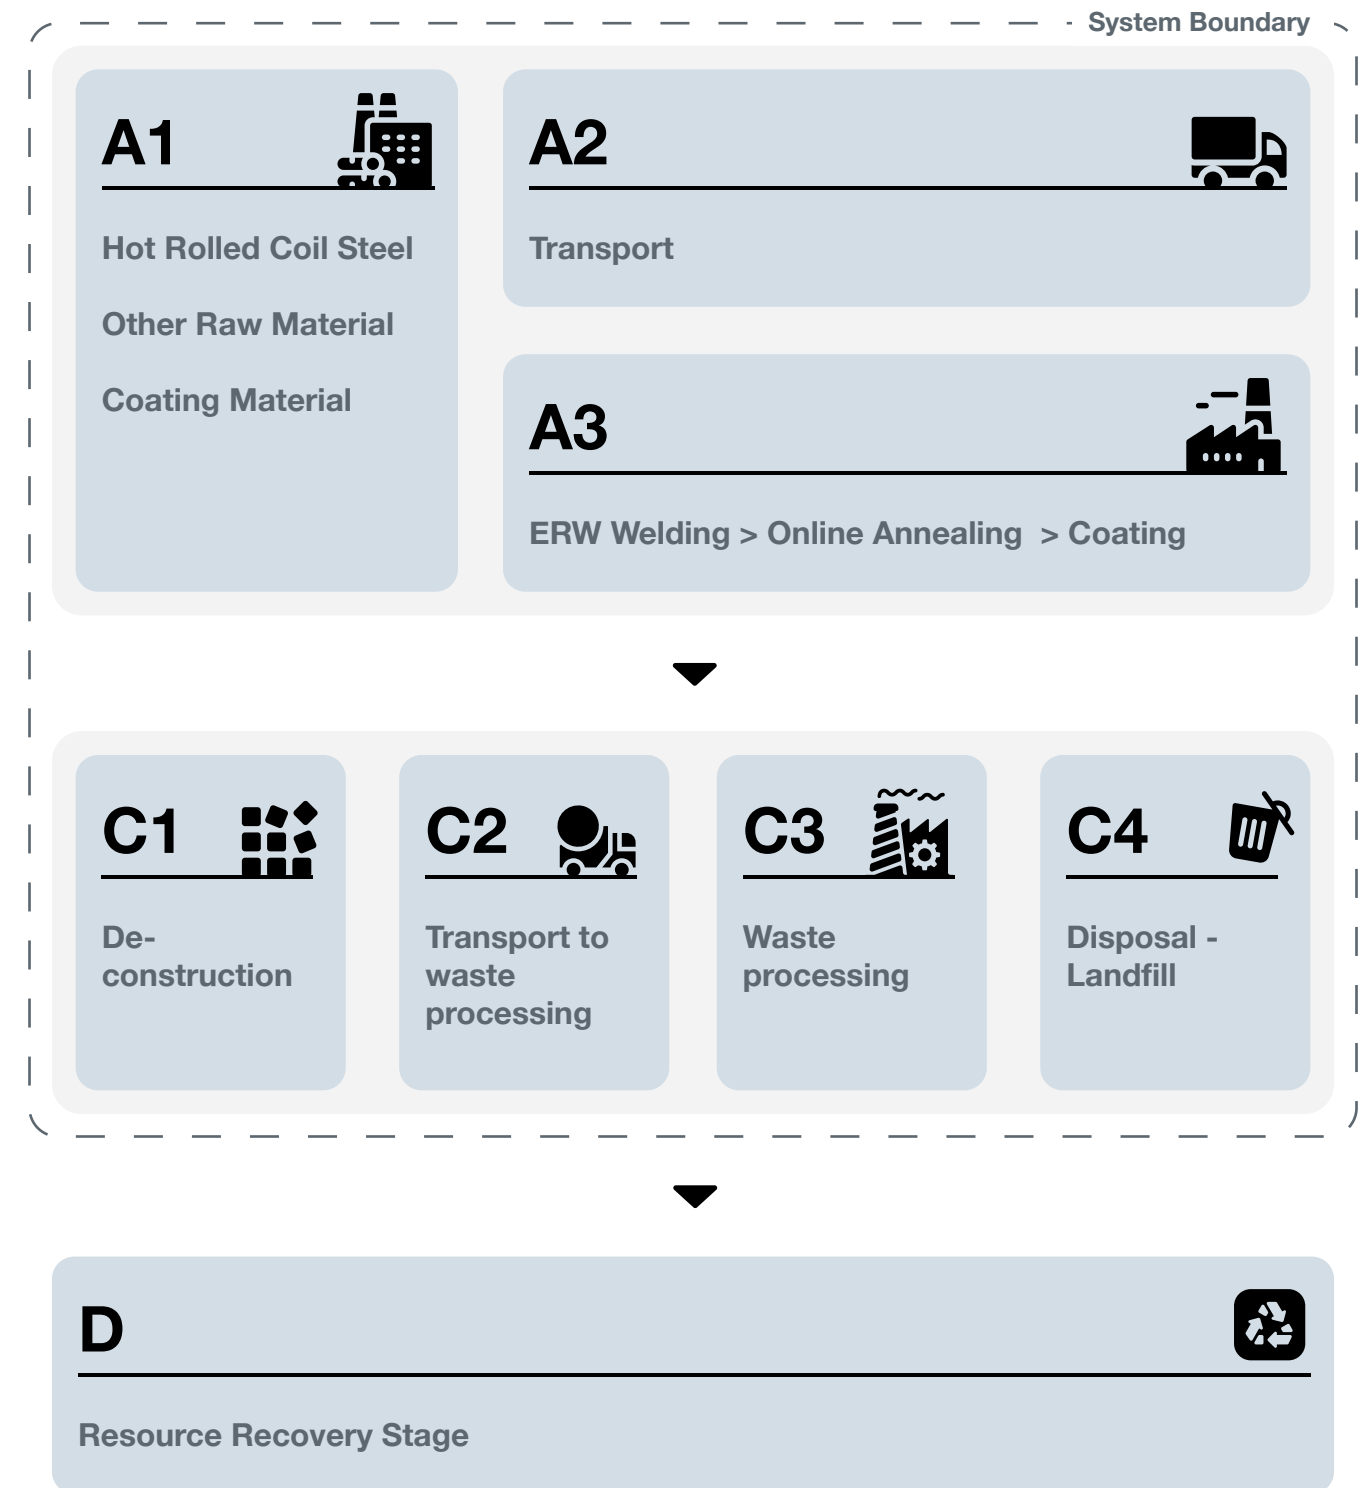 System Boundary
A1
Hot Rolled Coil Steel
Other Raw Material
Coating Material
A2
Transport
A3
ERW Welding > Online Annealing > Coating
C1
De-
construction
C2
Transport to
waste
processing
C3
Waste
processing
C4
Disposal -
Landfill
D
Resource Recovery Stage